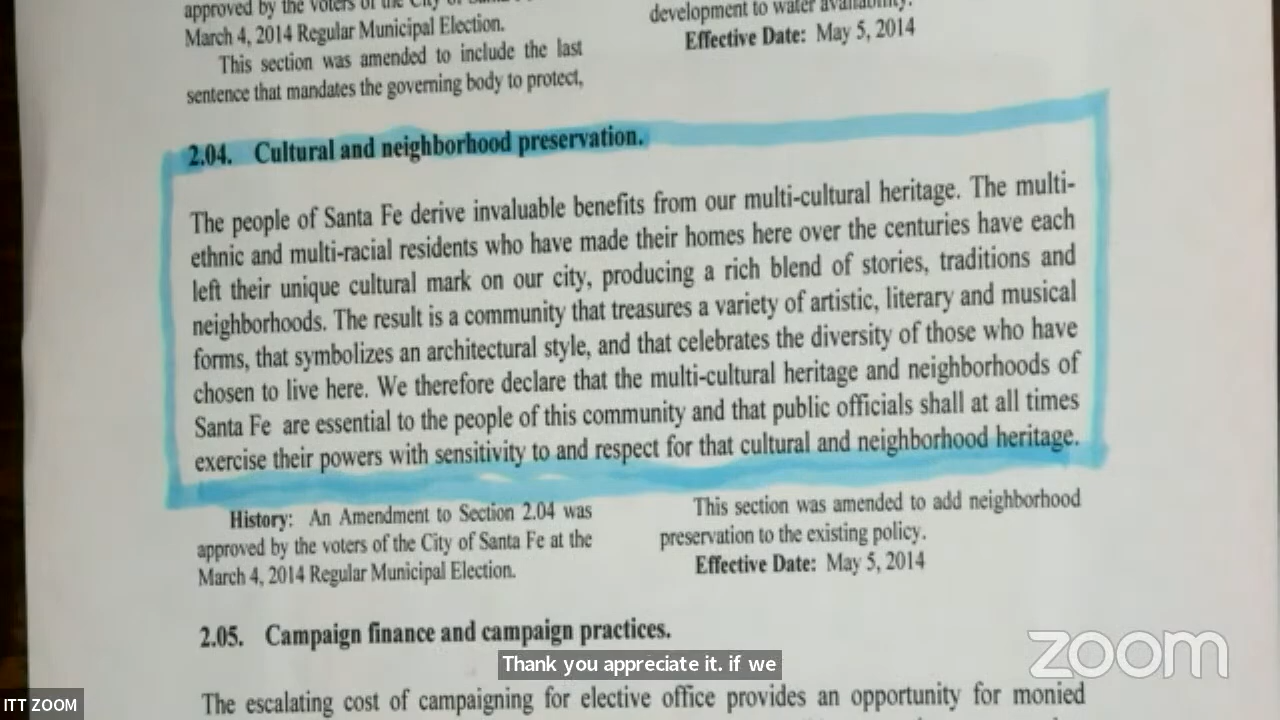 approved by the voters of the City of Santa Fe
March 4, 2014 Regular Municipal Election.
This section was amended to include the last
sentence that mandates the governing body to protect,
development to water availability.
Effective Date: May 5, 2014
2.04. Cultural and neighborhood preservation.
The people of Santa Fe derive invaluable benefits from our multi-cultural heritage. The multi-
ethnic and multi-racial residents who have made their homes here over the centuries have each
left their unique cultural mark on our city, producing a rich blend of stories, traditions and
neighborhoods. The result is a community that treasures a variety of artistic, literary and musical
forms, that symbolizes an architectural style, and that celebrates the diversity of those who have
chosen to live here. We therefore declare that the multi-cultural heritage and neighborhoods of
Santa Fe are essential to the people of this community and that public officials shall at all times
exercise their powers with sensitivity to and respect for that cultural and neighborhood heritage.
History: An Amendment to Section 2.04 was
approved by the voters of the City of Santa Fe at the
March 4, 2014 Regular Municipal Election.
This section was amended to add neighborhood
preservation to the existing policy.
Effective Date: May 5, 2014
2.05. Campaign finance and campaign practices.
Thank you appreciate it. if we
zoom
ITT ZOOM
The escalating cost of campaigning for elective office provides an opportunity for monied